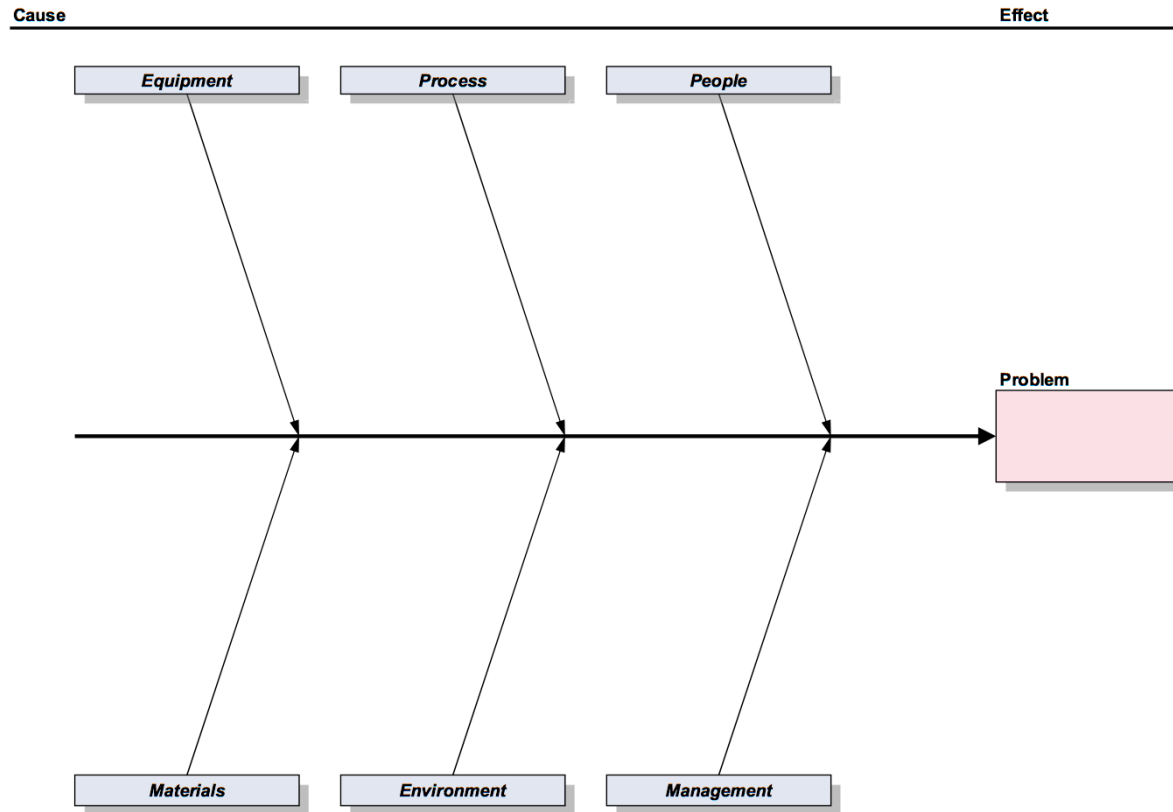 Cause
Effect
Equipment
Process
People
Problem
Materials
Environment
Management